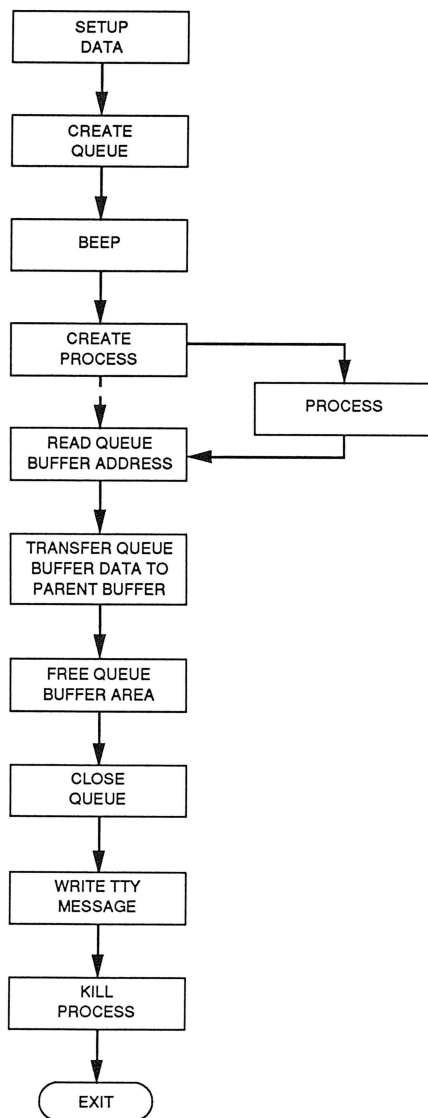 SETUP
DATA
CREATE
QUEUE
BEEP
CREATE
PROCESS
PROCESS
READ QUEUE
BUFFER ADDRESS
TRANSFER QUEUE
BUFFER DATA TO
PARENT BUFFER
FREE QUEUE
BUFFER AREA
CLOSE
QUEUE
WRITE TTY
MESSAGE
KILL
PROCESS
EXIT